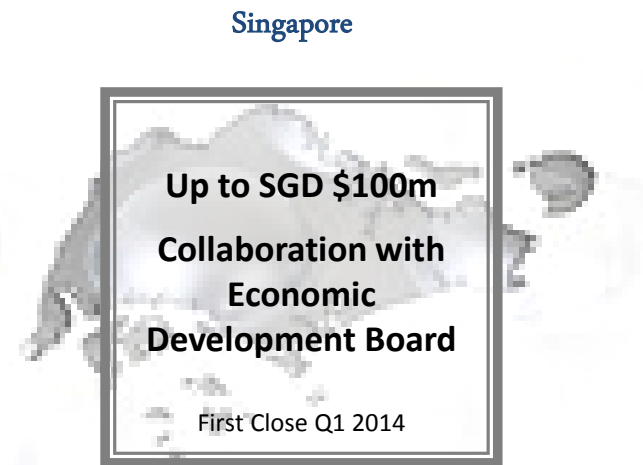 Singapore
Up to SGD $100m
Collaboration with
Economic
Development Board
First Close Q1 2014